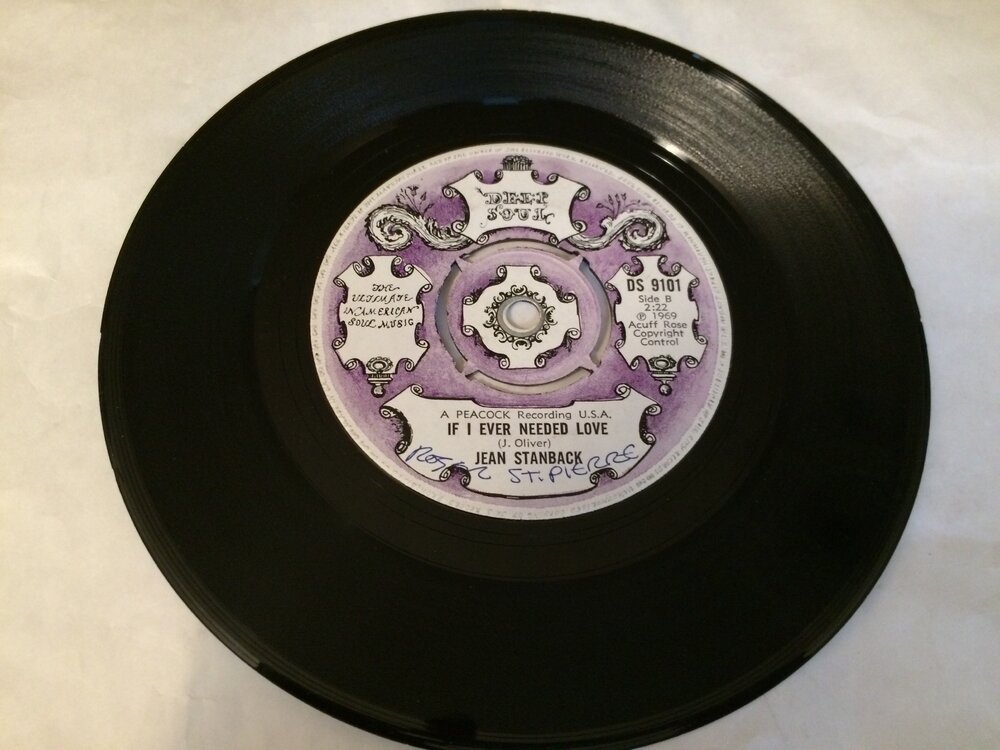 DEEP
SOUL
THE
ULTIMATE
IN AMERICAN
SOUL MUSIC
DS 9101
Side B
2:22
℗ 1969
Acuff Rose
Copyright
Control
A PEACOCK Recording U.S.A.
IF I EVER NEEDED LOVE
(J. Oliver)
JEAN STANBACK
ROGER ST. PIERRE